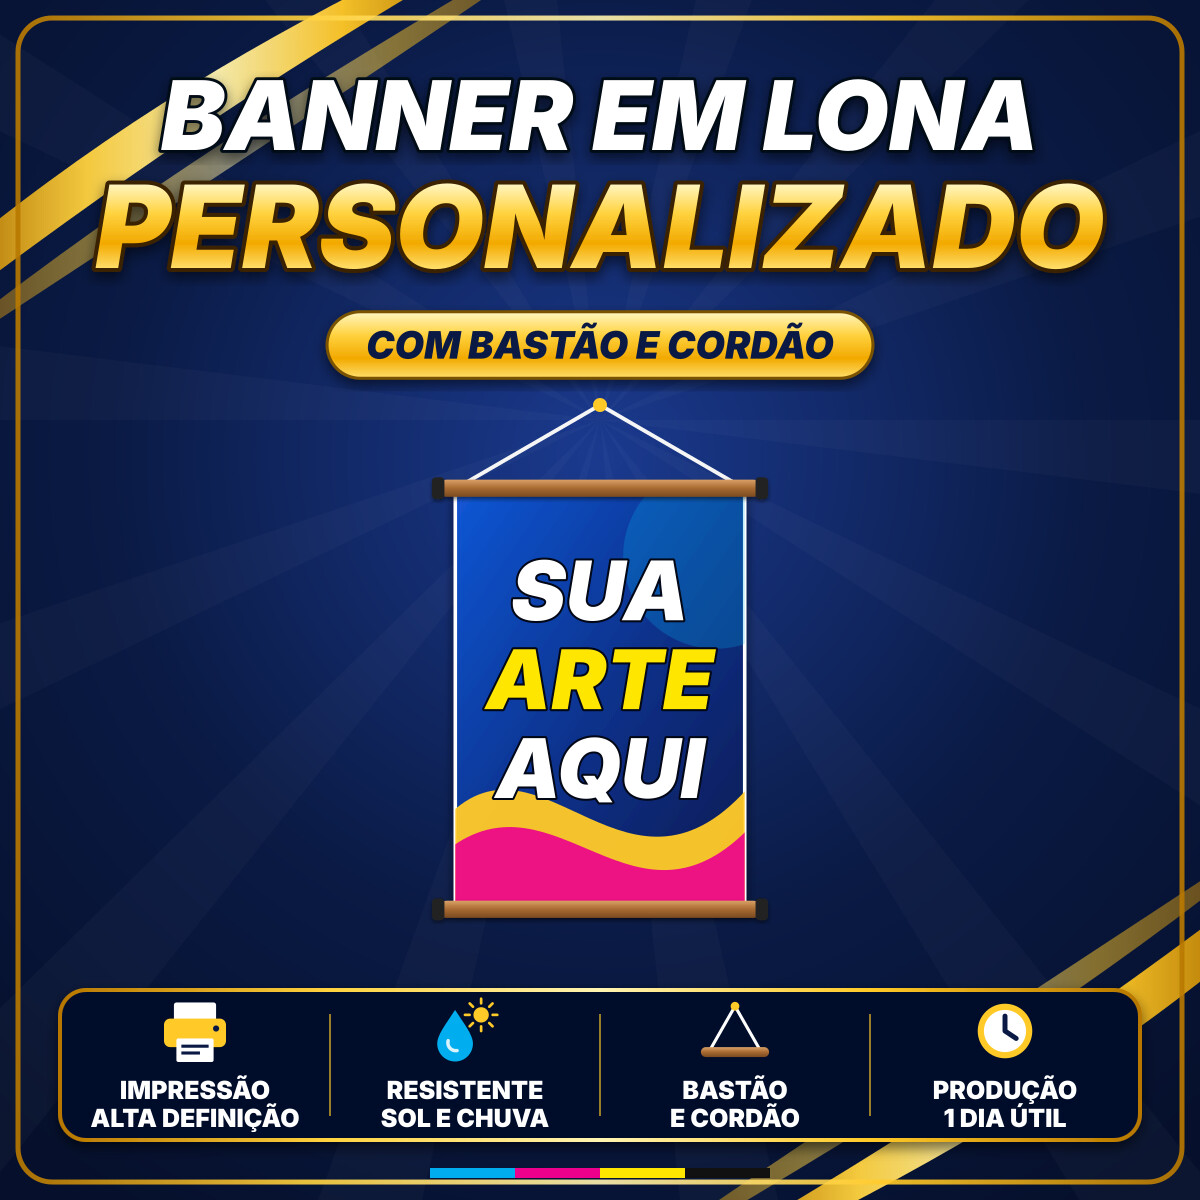 BANNER EM LONA
PERSONALIZADO
COM BASTÃO E CORDÃO
SUA
ARTE
AQUI
IMPRESSÃO
ALTA DEFINIÇÃO
RESISTENTE
SOL E CHUVA
BASTÃO
E CORDÃO
PRODUÇÃO
1 DIA ÚTIL